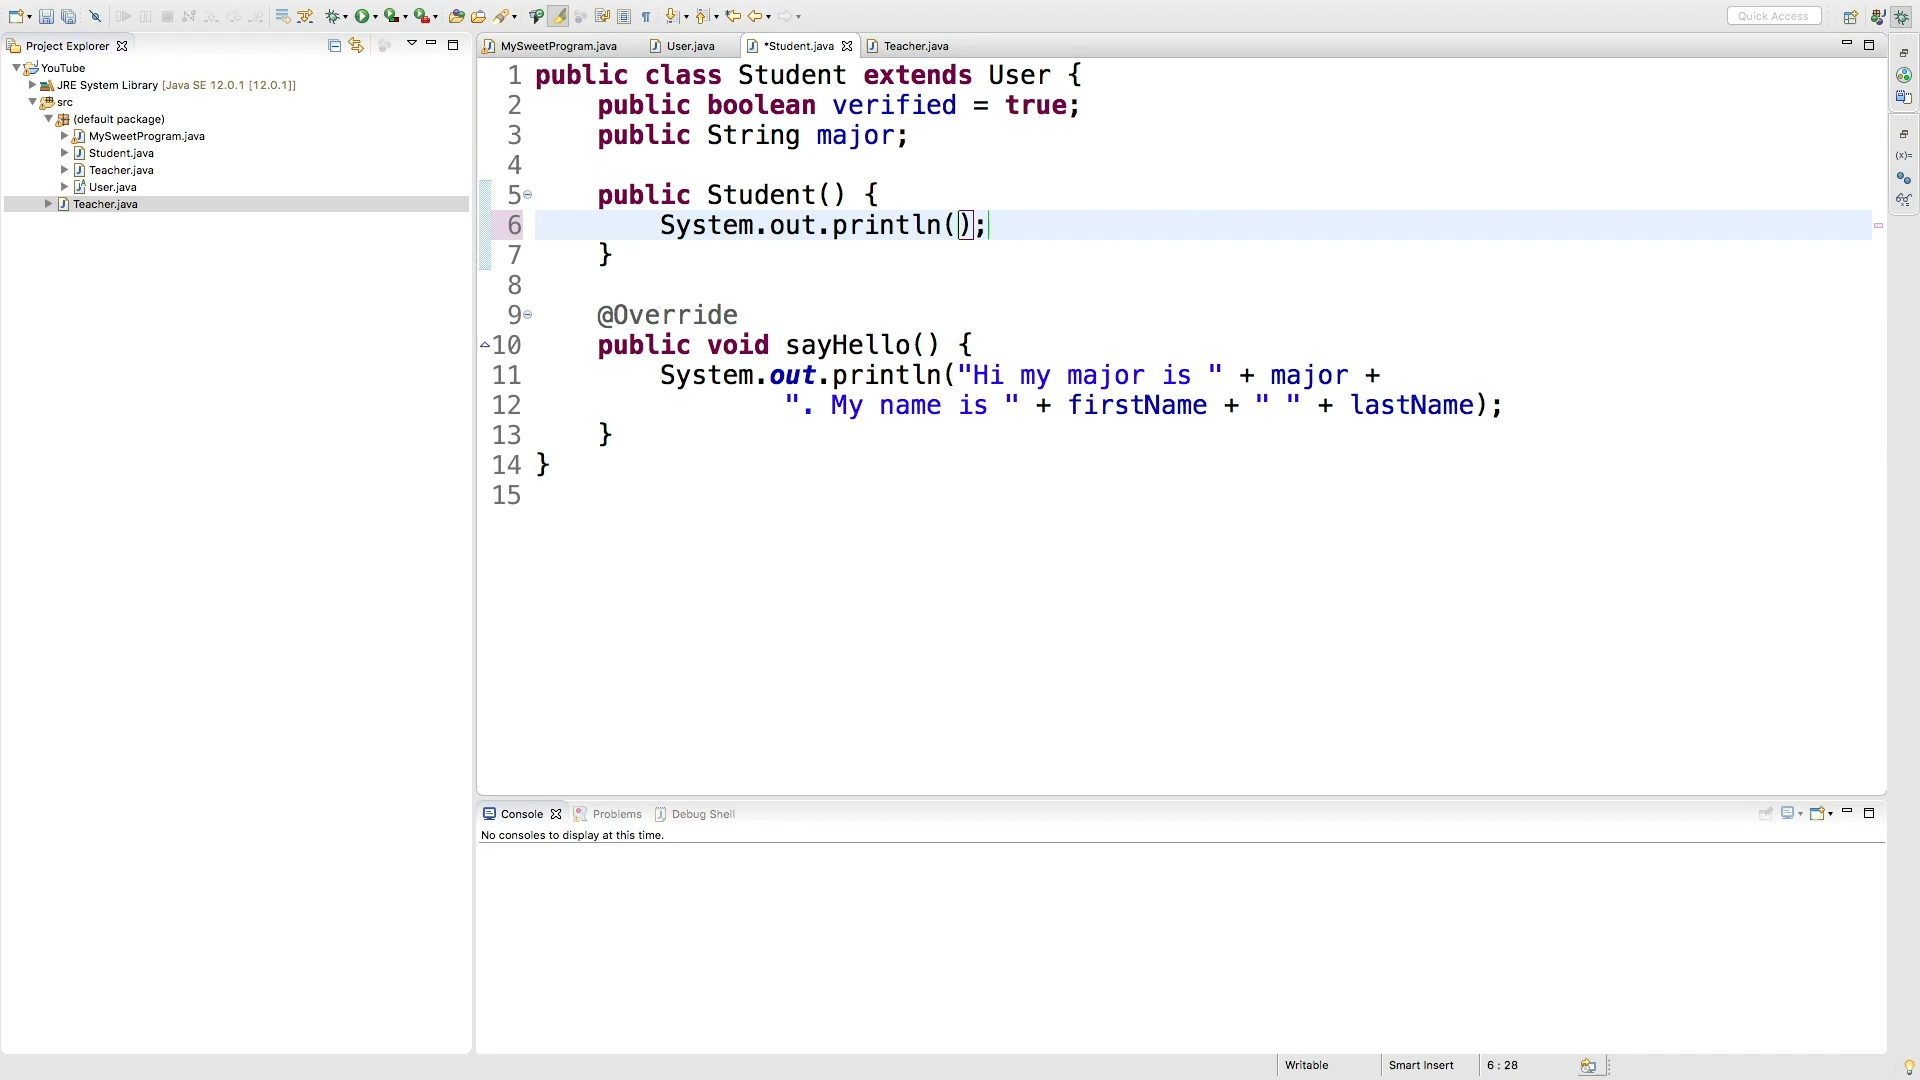 Quick Access
Project Explorer
YouTube
JRE System Library [Java SE 12.0.1 [12.0.1]]
src
(default package)
MySweetProgram.java
Student.java
Teacher.java
User.java
Teacher.java
MySweetProgram.java
User.java
*Student.java
Teacher.java
1 public class Student extends User {
2 public boolean verified = true;
3 public String major;
4
5 public Student() {
6 System.out.println();
7 }
8
9 @Override
10 public void sayHello() {
11 System.out.println("Hi my major is " + major +
12 ". My name is " + firstName + " " + lastName);
13 }
14 }
15
Console
Problems
Debug Shell
No consoles to display at this time.
(x)=
Writable
Smart Insert
6 : 28